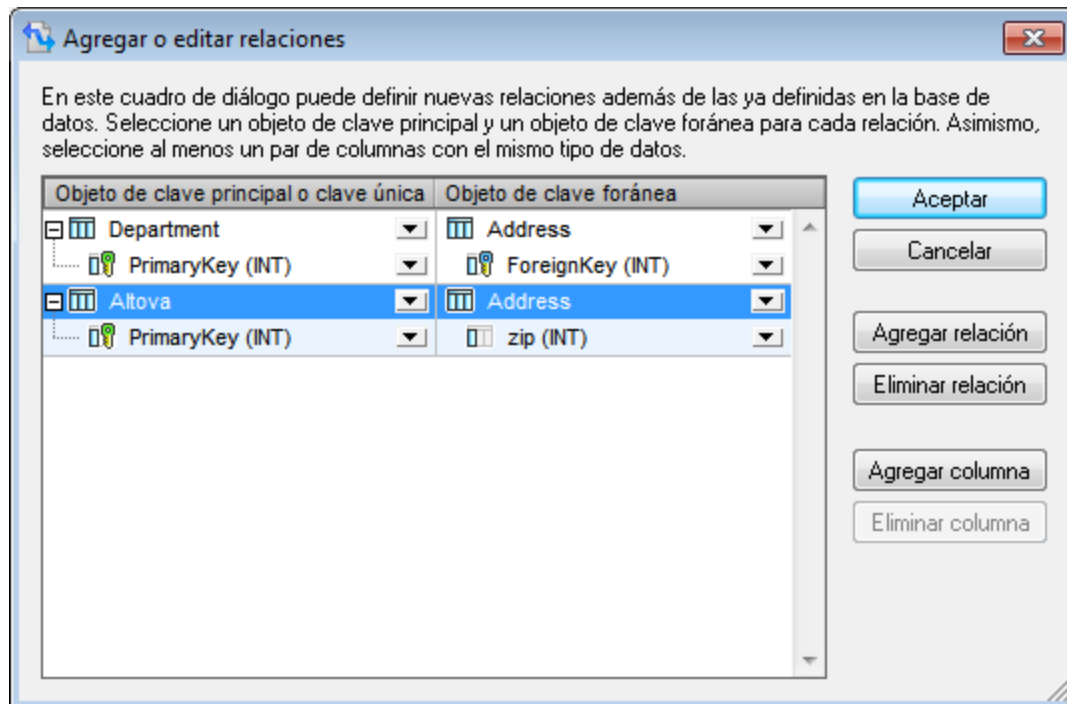 Agregar o editar relaciones
En este cuadro de diálogo puede definir nuevas relaciones además de las ya definidas en la base de
datos. Seleccione un objeto de clave principal y un objeto de clave foránea para cada relación. Asimismo,
seleccione al menos un par de columnas con el mismo tipo de datos.
Objeto de clave principal o clave única Objeto de clave foránea
Department Address
PrimaryKey (INT) ForeignKey (INT)
Altova Address
PrimaryKey (INT) zip (INT)
Aceptar
Cancelar
Agregar relación
Eliminar relación
Agregar columna
Eliminar columna